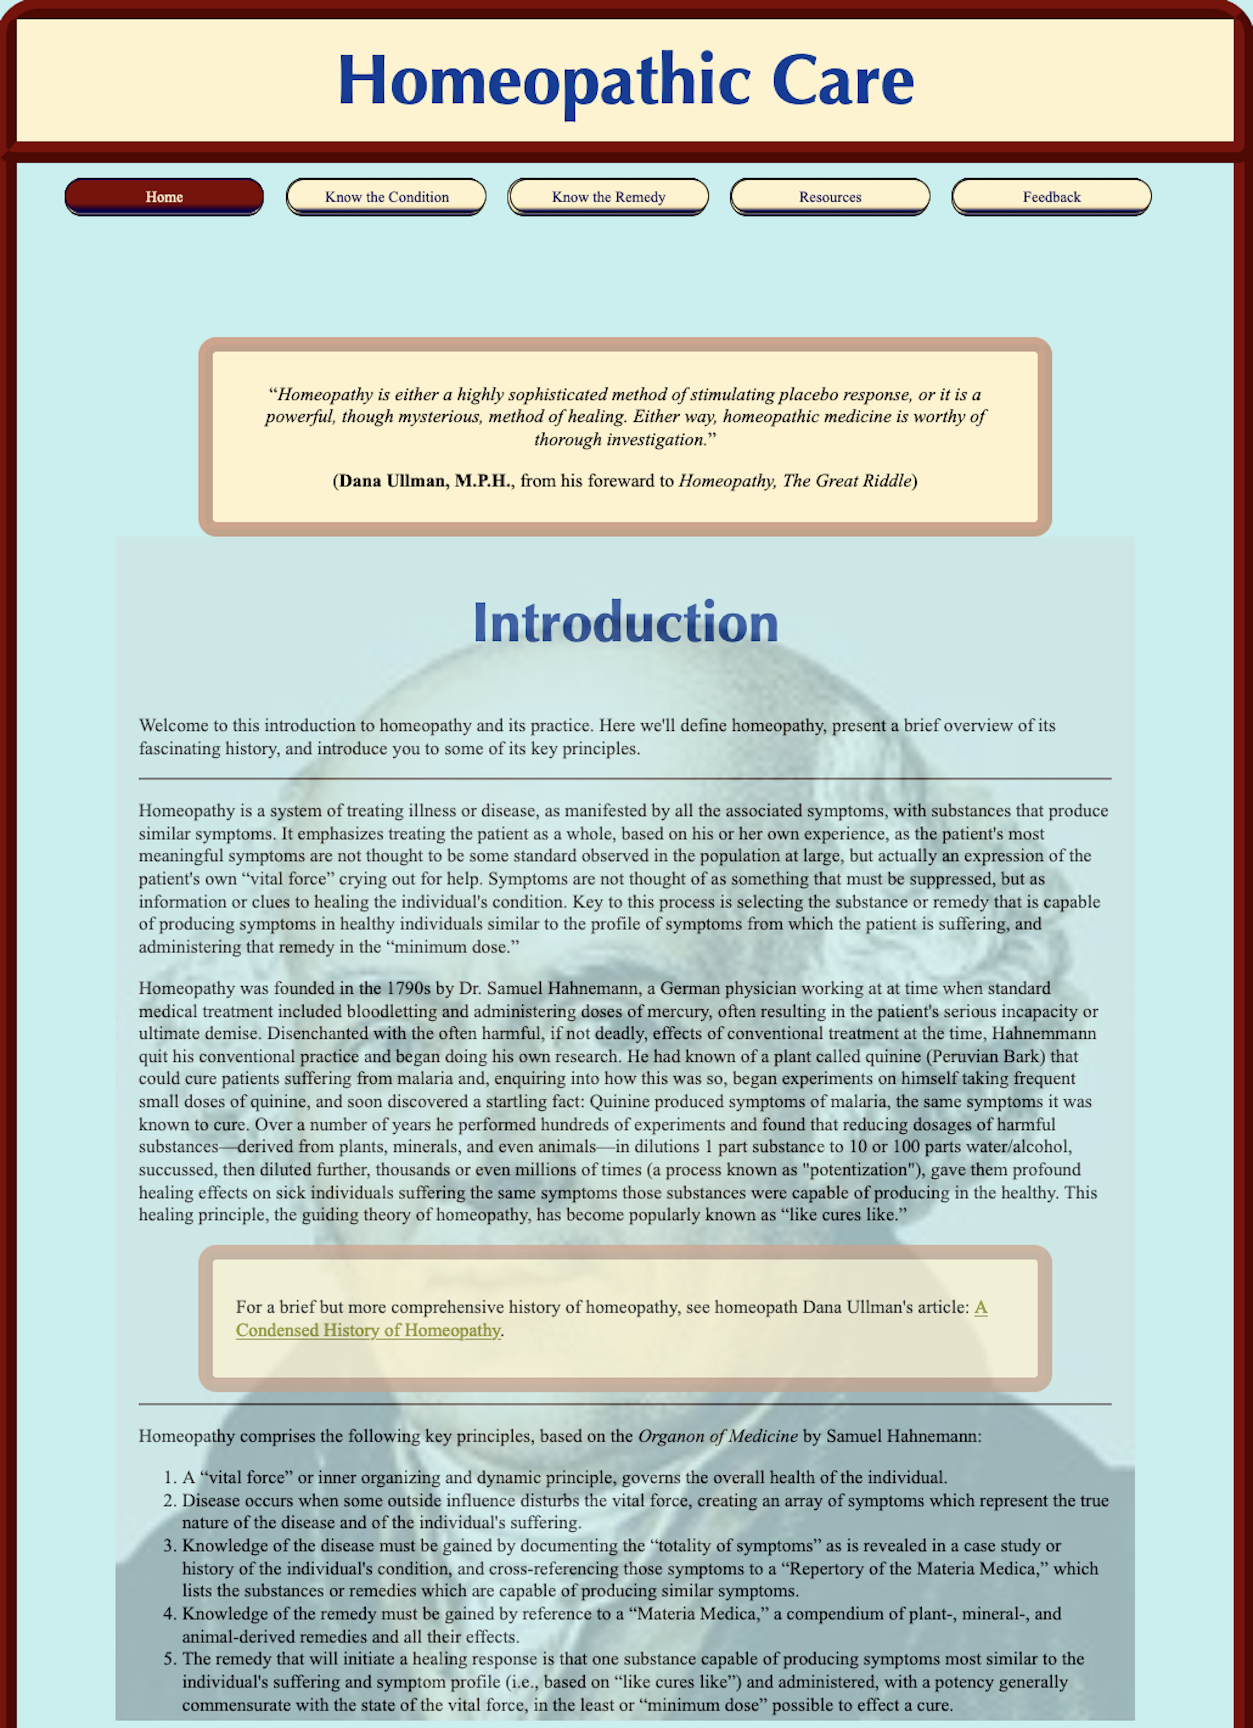 Homeopathic Care
Home
Know the Condition
Know the Remedy
Resources
Feedback
“Homeopathy is either a highly sophisticated method of stimulating placebo response, or it is a
powerful, though mysterious, method of healing. Either way, homeopathic medicine is worthy of
thorough investigation.”
(Dana Ullman, M.P.H., from his foreward to Homeopathy, The Great Riddle)
Introduction
Welcome to this introduction to homeopathy and its practice. Here we'll define homeopathy, present a brief overview of its
fascinating history, and introduce you to some of its key principles.
Homeopathy is a system of treating illness or disease, as manifested by all the associated symptoms, with substances that produce
similar symptoms. It emphasizes treating the patient as a whole, based on his or her own experience, as the patient's most
meaningful symptoms are not thought to be some standard observed in the population at large, but actually an expression of the
patient's own “vital force” crying out for help. Symptoms are not thought of as something that must be suppressed, but as
information or clues to healing the individual's condition. Key to this process is selecting the substance or remedy that is capable
of producing symptoms in healthy individuals similar to the profile of symptoms from which the patient is suffering, and
administering that remedy in the “minimum dose.”
Homeopathy was founded in the 1790s by Dr. Samuel Hahnemann, a German physician working at at time when standard
medical treatment included bloodletting and administering doses of mercury, often resulting in the patient's serious incapacity or
ultimate demise. Disenchanted with the often harmful, if not deadly, effects of conventional treatment at the time, Hahnemmann
quit his conventional practice and began doing his own research. He had known of a plant called quinine (Peruvian Bark) that
could cure patients suffering from malaria and, enquiring into how this was so, began experiments on himself taking frequent
small doses of quinine, and soon discovered a startling fact: Quinine produced symptoms of malaria, the same symptoms it was
known to cure. Over a number of years he performed hundreds of experiments and found that reducing dosages of harmful
substances—derived from plants, minerals, and even animals—in dilutions 1 part substance to 10 or 100 parts water/alcohol,
succussed, then diluted further, thousands or even millions of times (a process known as "potentization"), gave them profound
healing effects on sick individuals suffering the same symptoms those substances were capable of producing in the healthy. This
healing principle, the guiding theory of homeopathy, has become popularly known as “like cures like.”
For a brief but more comprehensive history of homeopathy, see homeopath Dana Ullman's article: A
Condensed History of Homeopathy.
Homeopathy comprises the following key principles, based on the Organon of Medicine by Samuel Hahnemann:
1. A “vital force” or inner organizing and dynamic principle, governs the overall health of the individual.
2. Disease occurs when some outside influence disturbs the vital force, creating an array of symptoms which represent the true
nature of the disease and of the individual's suffering.
3. Knowledge of the disease must be gained by documenting the “totality of symptoms” as is revealed in a case study or
history of the individual's condition, and cross-referencing those symptoms to a “Repertory of the Materia Medica,” which
lists the substances or remedies which are capable of producing similar symptoms.
4. Knowledge of the remedy must be gained by reference to a “Materia Medica,” a compendium of plant-, mineral-, and
animal-derived remedies and all their effects.
5. The remedy that will initiate a healing response is that one substance capable of producing symptoms most similar to the
individual's suffering and symptom profile (i.e., based on “like cures like”) and administered, with a potency generally
commensurate with the state of the vital force, in the least or “minimum dose” possible to effect a cure.